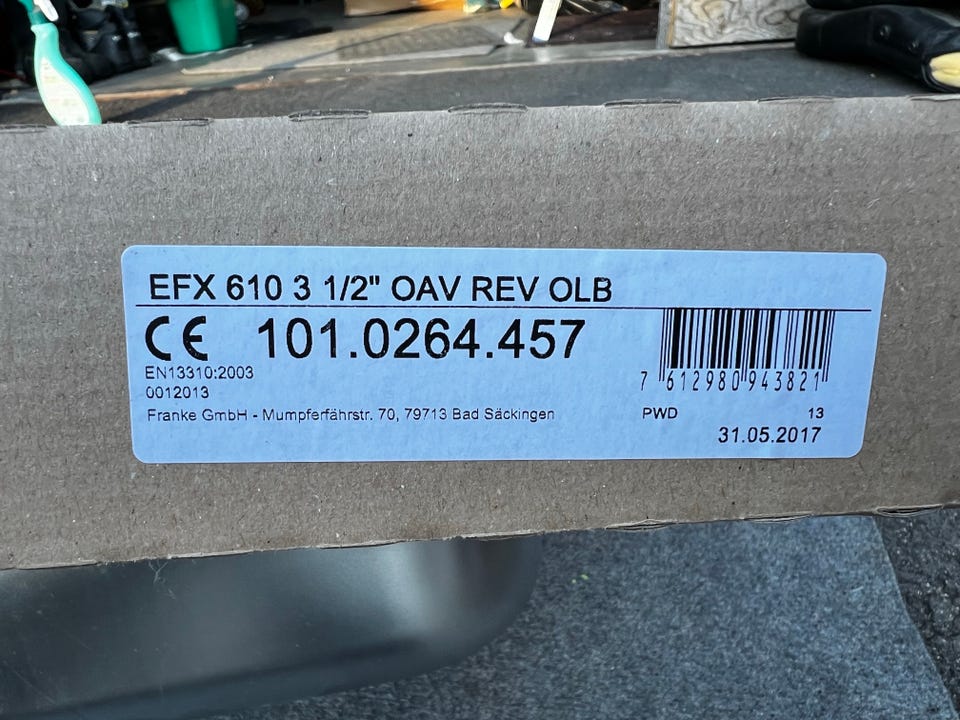 EFX 610 3 1/2" OAV REV OLB
CE 101.0264.457
EN13310:2003
0012013
Franke GmbH - Mumpferfährstr. 70, 79713 Bad Säckingen
7 612980 943821
PWD 13
31.05.2017